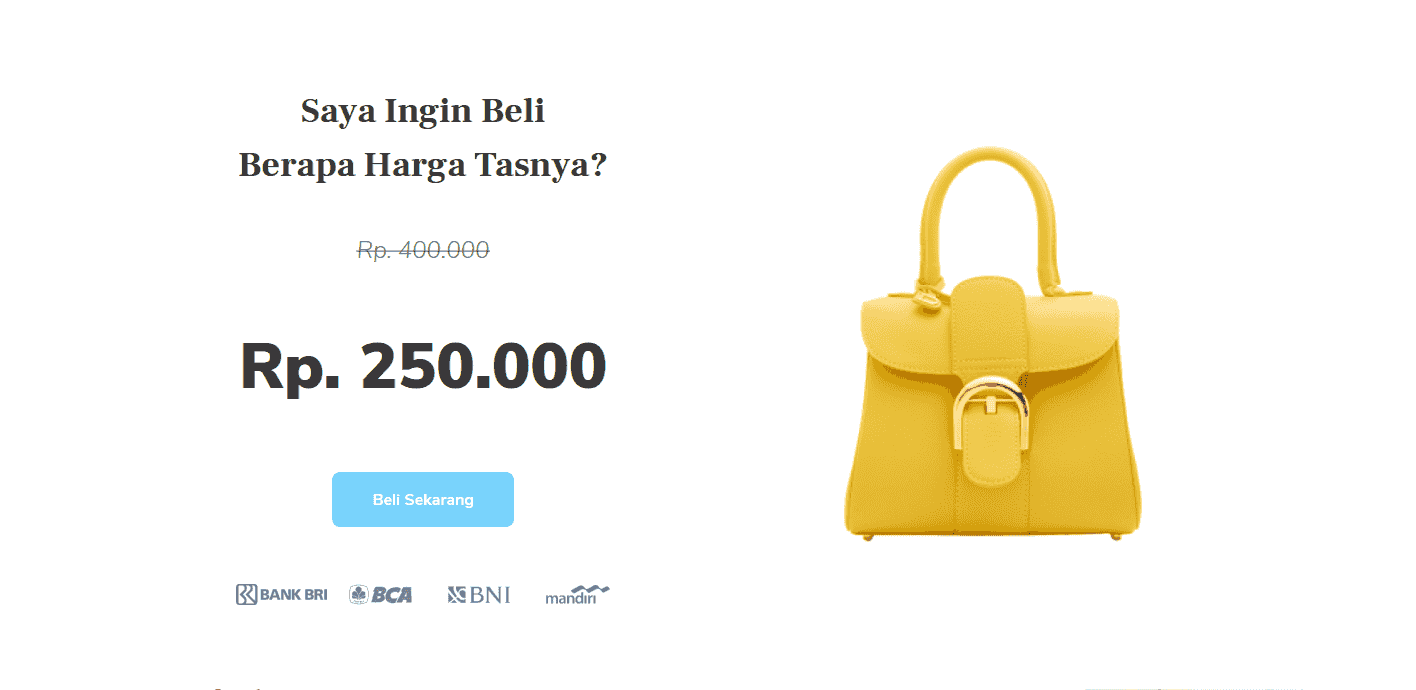 Saya Ingin Beli
Berapa Harga Tasnya?
Rp. 400.000
Rp. 250.000
Beli Sekarang
BANK BRI BCA BNI mandiri